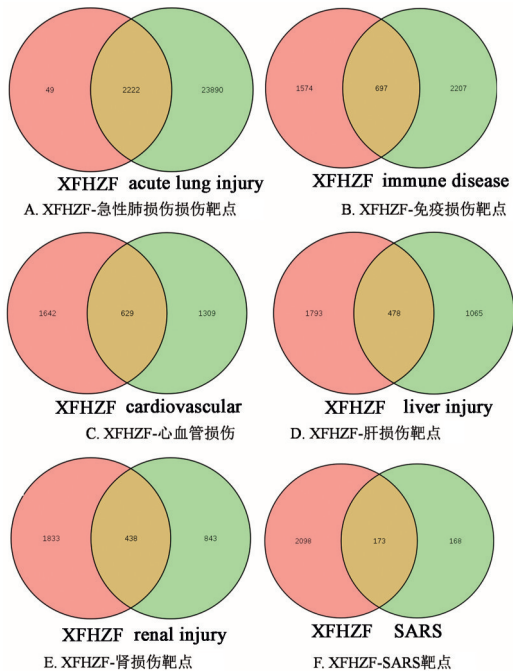 49 2222 23890
XFHZF acute lung injury
A. XFHZF-急性肺损伤损伤靶点
1574 697 2207
XFHZF immune disease
B. XFHZF-免疫损伤靶点
1642 629 1309
XFHZF cardiovascular
C. XFHZF-心血管损伤
1793 478 1065
XFHZF liver injury
D. XFHZF-肝损伤靶点
1833 438 843
XFHZF renal injury
E. XFHZF-肾损伤靶点
2098 173 168
XFHZF SARS
F. XFHZF-SARS靶点